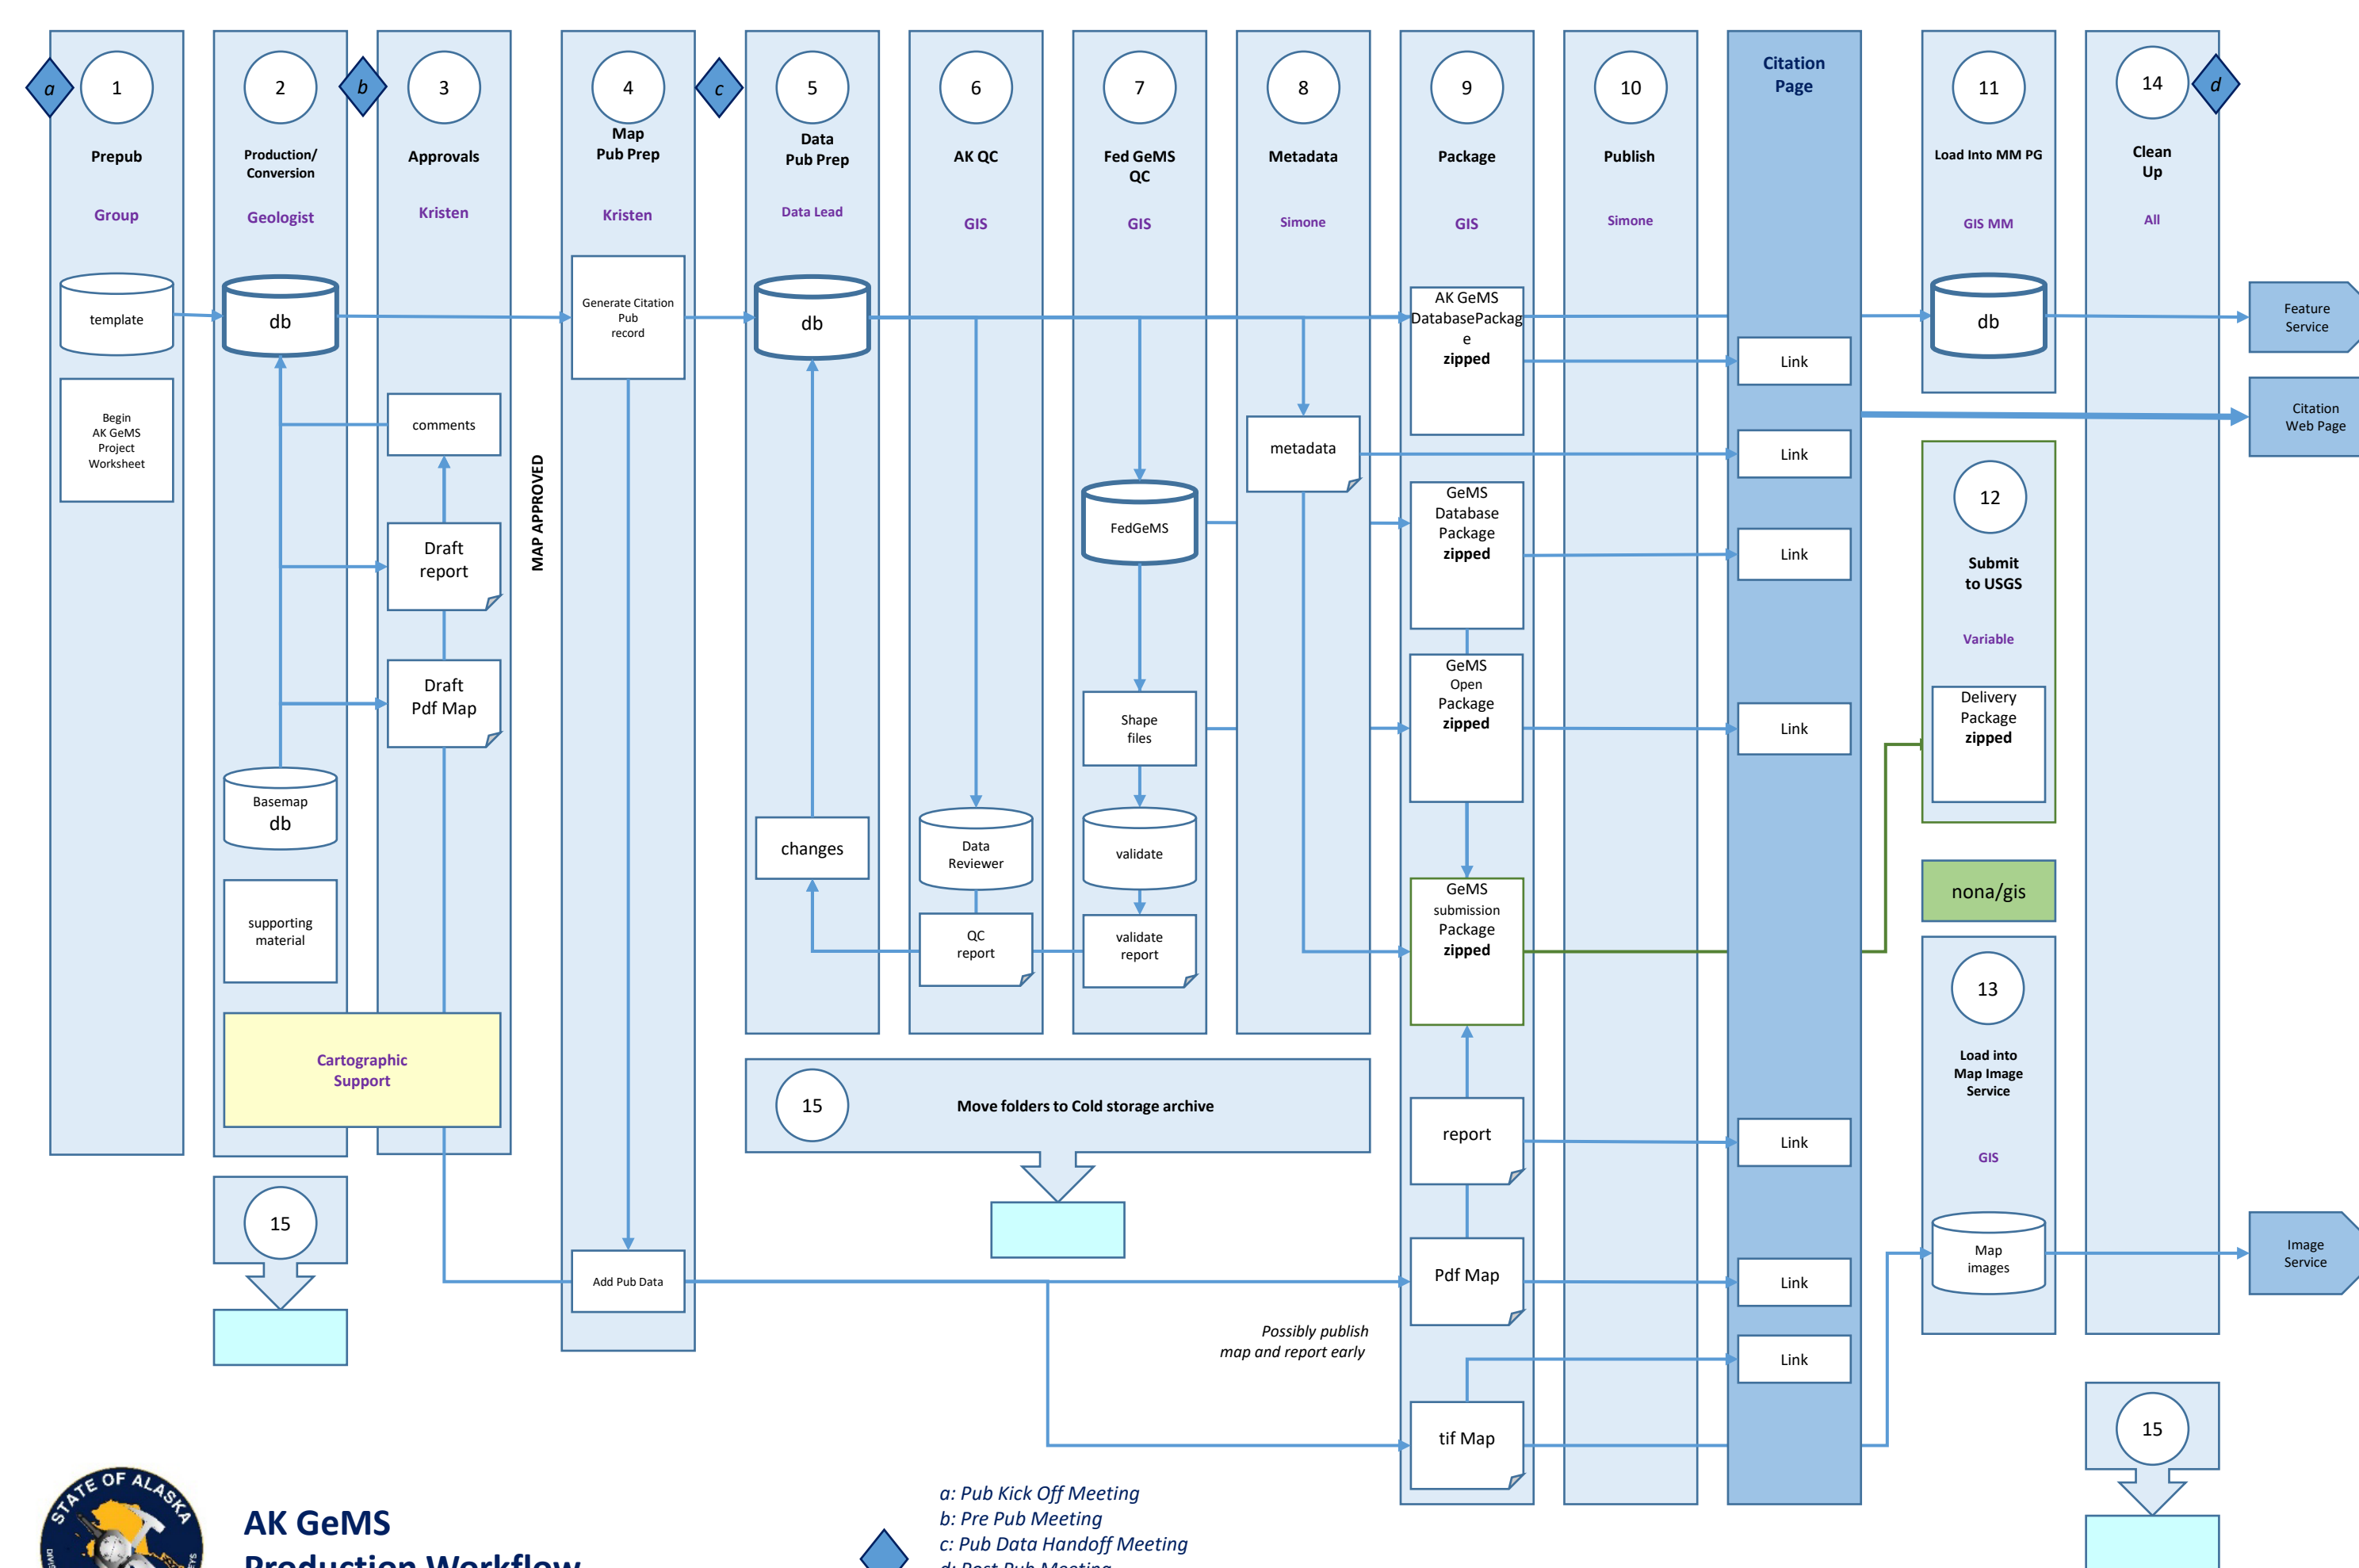 a
1
Prepub
Group
template
Begin
AK GeMS
Project
Worksheet
2
Production/
Conversion
Geologist
db
Basemap
db
supporting
material
b
3
Approvals
Kristen
comments
Draft
report
Draft
Pdf Map
Cartographic
Support
15
MAP APPROVED
4
Map
Pub Prep
Kristen
Generate Citation
Pub
record
Add Pub Data
c
5
Data
Pub Prep
Data Lead
db
changes
6
AK QC
GIS
Data
Reviewer
QC
report
7
Fed GeMS
QC
GIS
FedGeMS
Shape
files
validate
validate
report
8
Metadata
Simone
metadata
15
Move folders to Cold storage archive
Possibly publish
map and report early
9
Package
GIS
AK GeMS
DatabasePackag
e
zipped
GeMS
Database
Package
zipped
GeMS
Open
Package
zipped
GeMS
submission
Package
zipped
report
Pdf Map
tif Map
10
Publish
Simone
Citation
Page
Link
Link
Link
Link
Link
Link
Link
11
Load Into MM PG
GIS MM
db
12
Submit
to USGS
Variable
Delivery
Package
zipped
nona/gis
13
Load into
Map Image
Service
GIS
Map
images
14
d
Clean
Up
All
15
Feature
Service
Citation
Web Page
Image
Service
STATE OF ALASKA
AK GeMS
Production Workflow
a: Pub Kick Off Meeting
b: Pre Pub Meeting
c: Pub Data Handoff Meeting
d: Post Pub Meeting